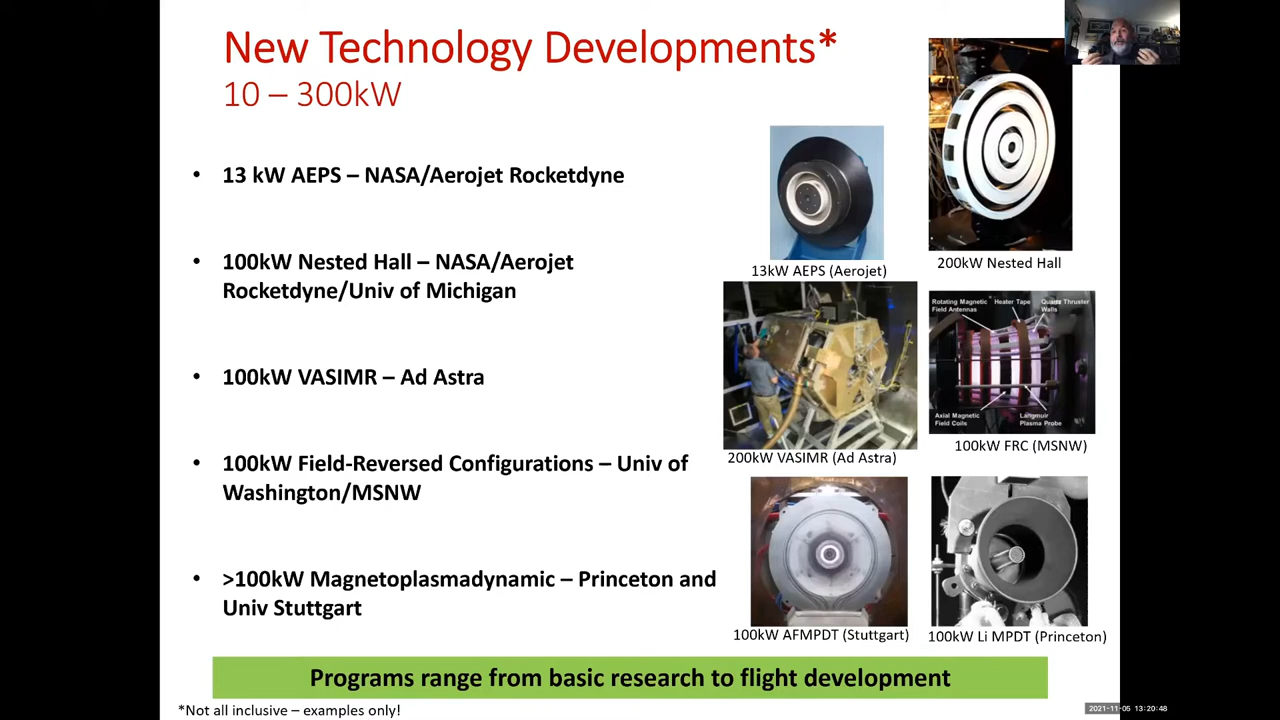 New Technology Developments*
10 – 300kW
• 13 kW AEPS – NASA/Aerojet Rocketdyne
• 100kW Nested Hall – NASA/Aerojet
Rocketdyne/Univ of Michigan
• 100kW VASIMR – Ad Astra
• 100kW Field-Reversed Configurations – Univ of
Washington/MSNW
• >100kW Magnetoplasmadynamic – Princeton and
Univ Stuttgart
13kW AEPS (Aerojet)
200kW Nested Hall
200kW VASIMR (Ad Astra)
Rotating Magnetic
Field Antennas
Heater Tape
Quartz Thruster
Walls
Axial Magnetic
Field Coils
Langmuir
Plasma Probe
100kW FRC (MSNW)
100kW AFMPDT (Stuttgart)
100kW Li MPDT (Princeton)
Programs range from basic research to flight development
*Not all inclusive – examples only!
2021-11-05 13:20:48